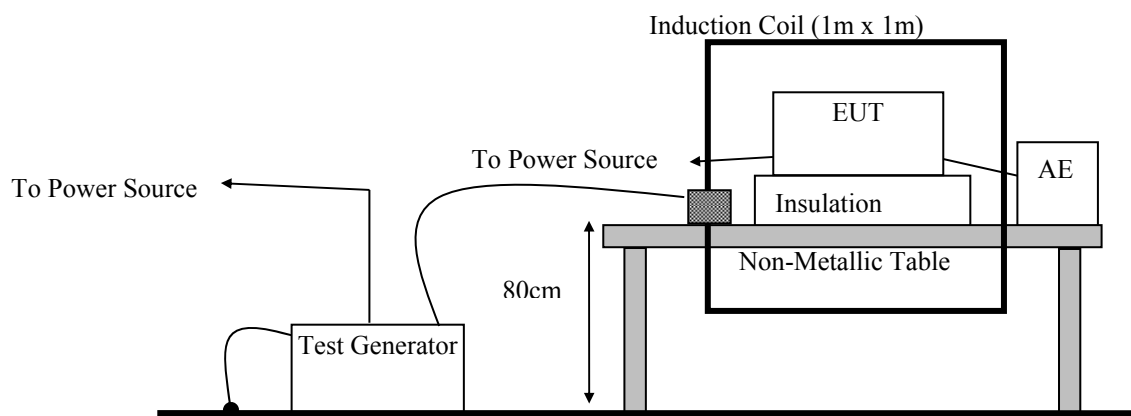 Induction Coil (1m x 1m)
EUT
To Power Source
AE
To Power Source
Insulation
Non-Metallic Table
80cm
Test Generator